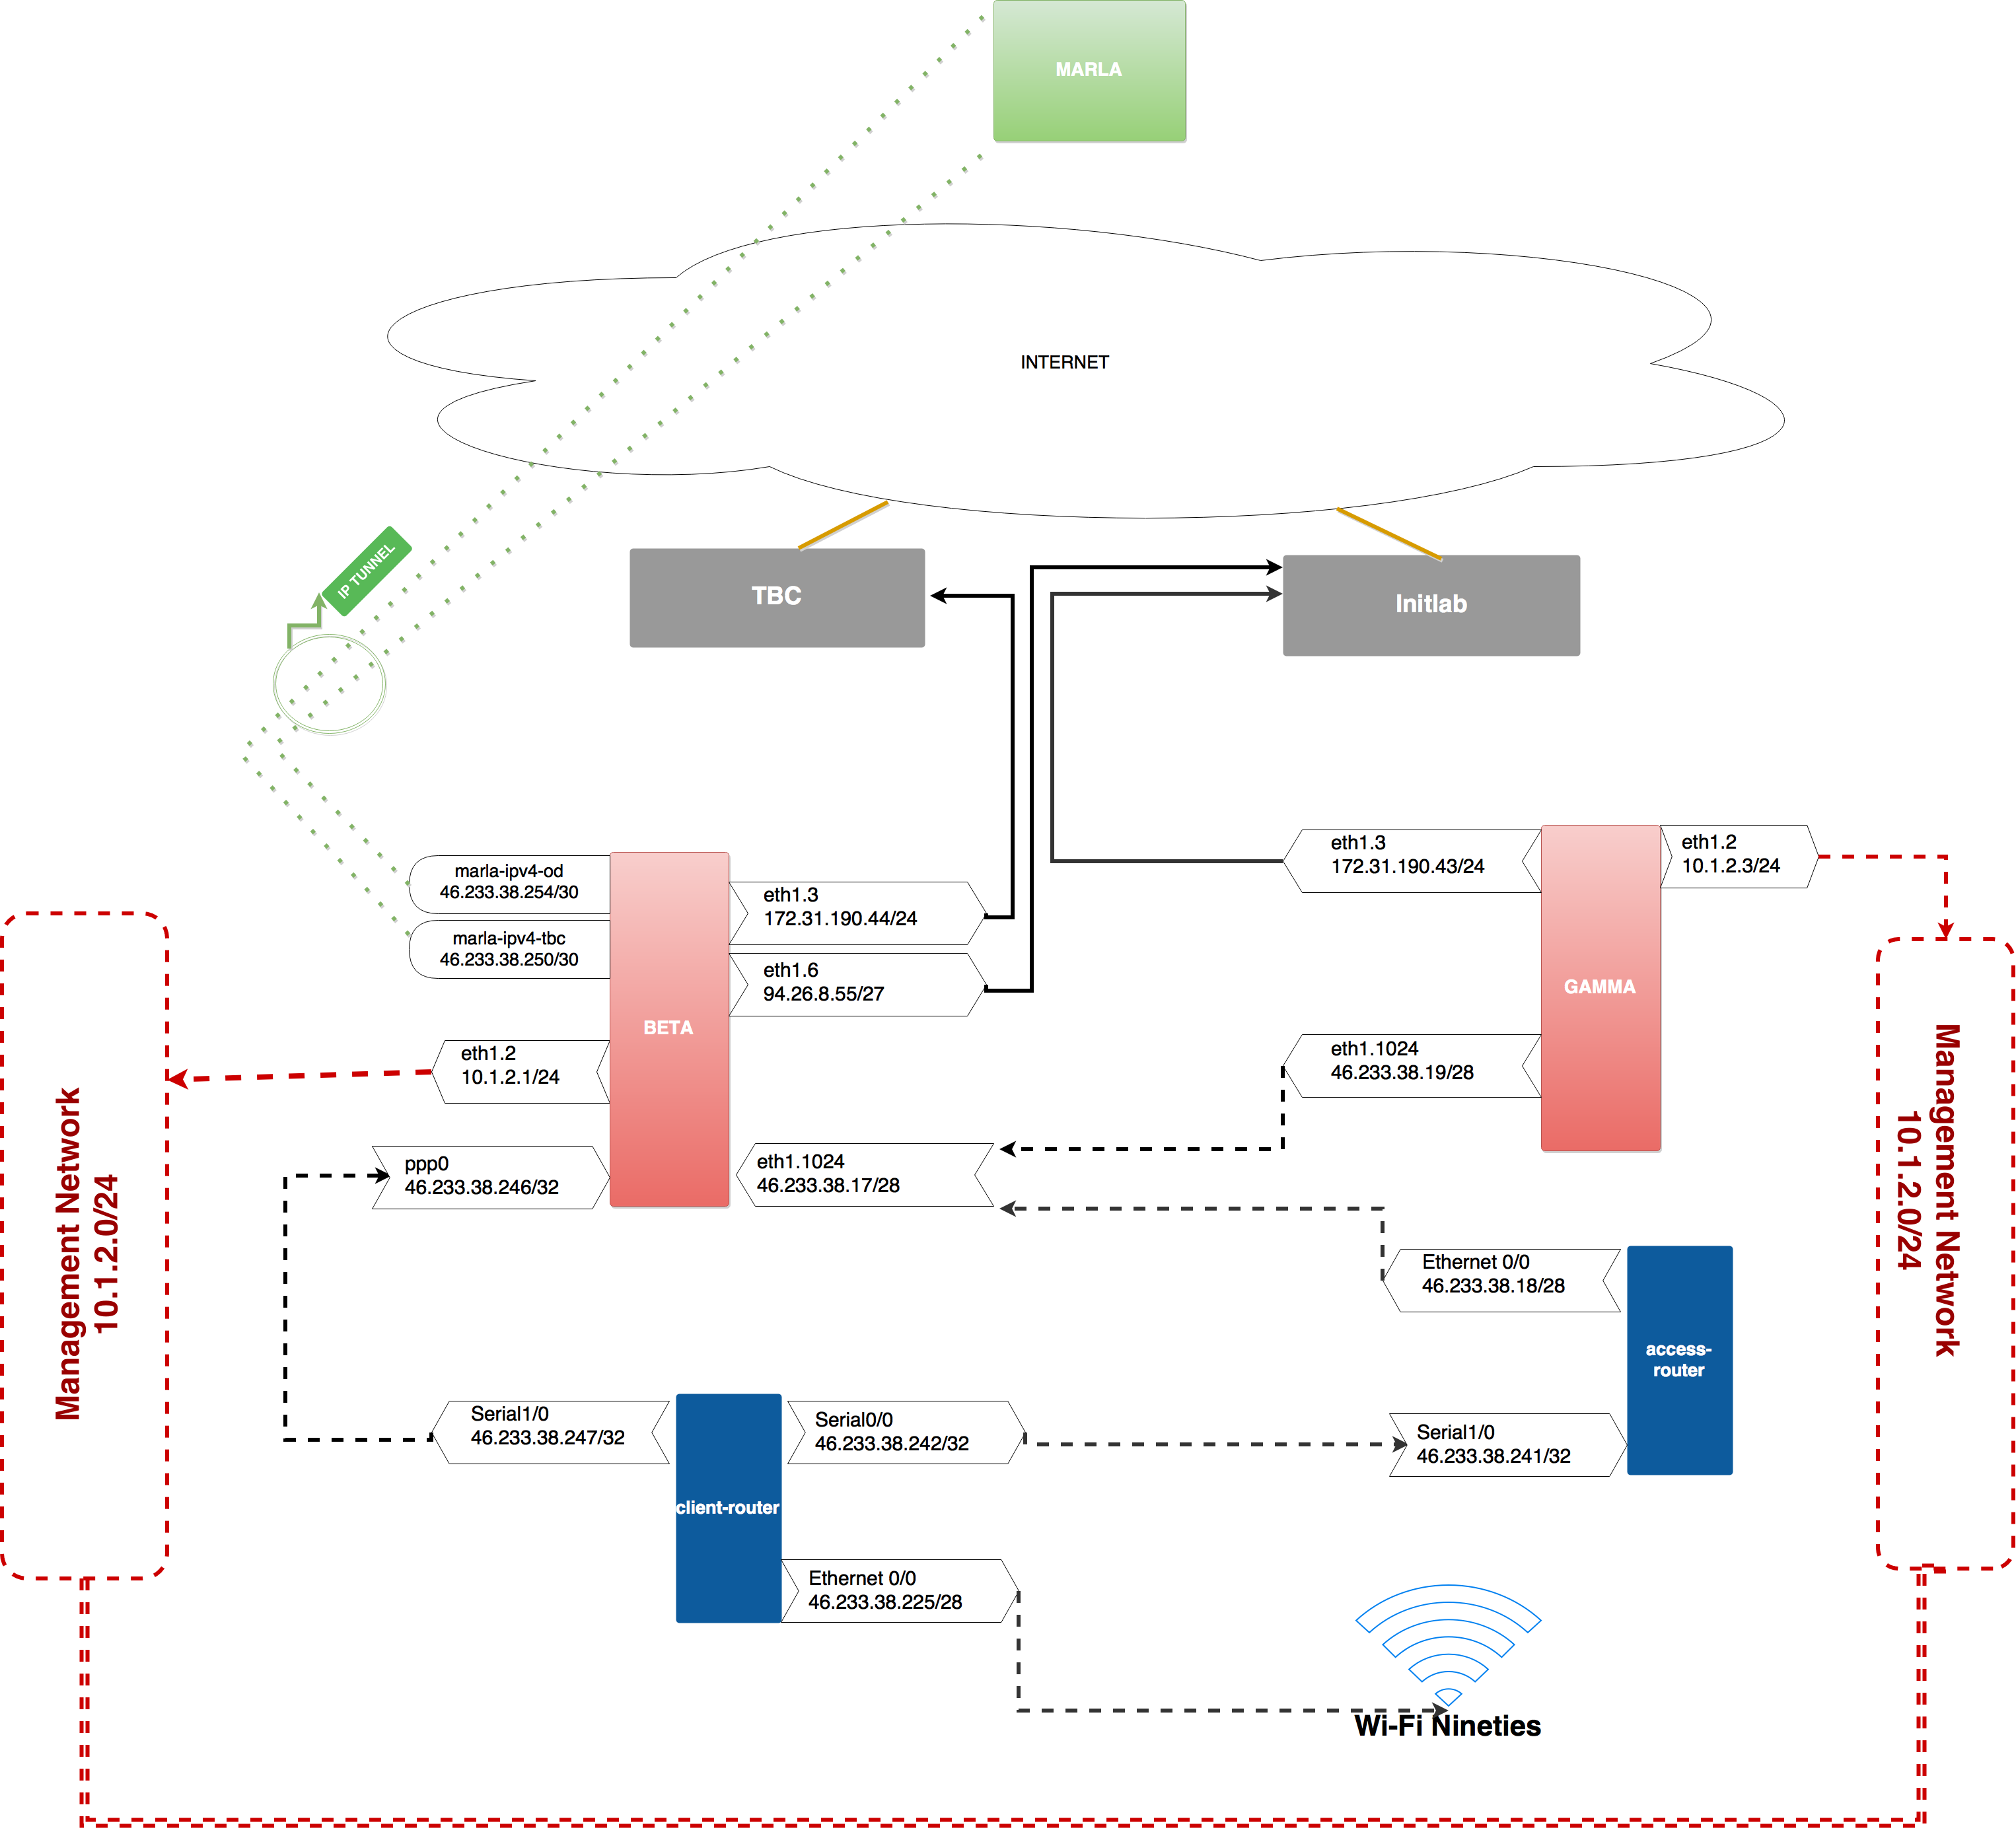 MARLA
INTERNET
IP TUNNEL
TBC
Initlab
marla-ipv4-od
46.233.38.254/30
marla-ipv4-tbc
46.233.38.250/30
eth1.2
10.1.2.1/24
ppp0
46.233.38.246/32
BETA
eth1.3
172.31.190.44/24
eth1.6
94.26.8.55/27
eth1.1024
46.233.38.17/28
eth1.3
172.31.190.43/24
eth1.1024
46.233.38.19/28
GAMMA
eth1.2
10.1.2.3/24
Management Network
10.1.2.0/24
Management Network
10.1.2.0/24
Ethernet 0/0
46.233.38.18/28
access-
router
Serial1/0
46.233.38.241/32
Serial1/0
46.233.38.247/32
client-router
Serial0/0
46.233.38.242/32
Ethernet 0/0
46.233.38.225/28
Wi-Fi Nineties